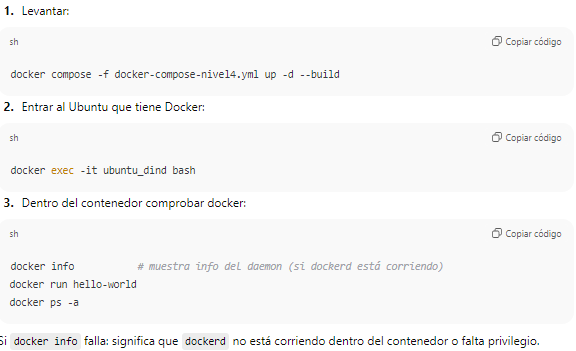 1. Levantar:
sh
Copiar código
docker compose -f docker-compose-nivel4.yml up -d --build
2. Entrar al Ubuntu que tiene Docker:
sh
Copiar código
docker exec -it ubuntu_dind bash
3. Dentro del contenedor comprobar docker:
sh
Copiar código
docker info # muestra info del daemon (si dockerd está corriendo)
docker run hello-world
docker ps -a
Si docker info falla: significa que dockerd no está corriendo dentro del contenedor o falta privilegio.